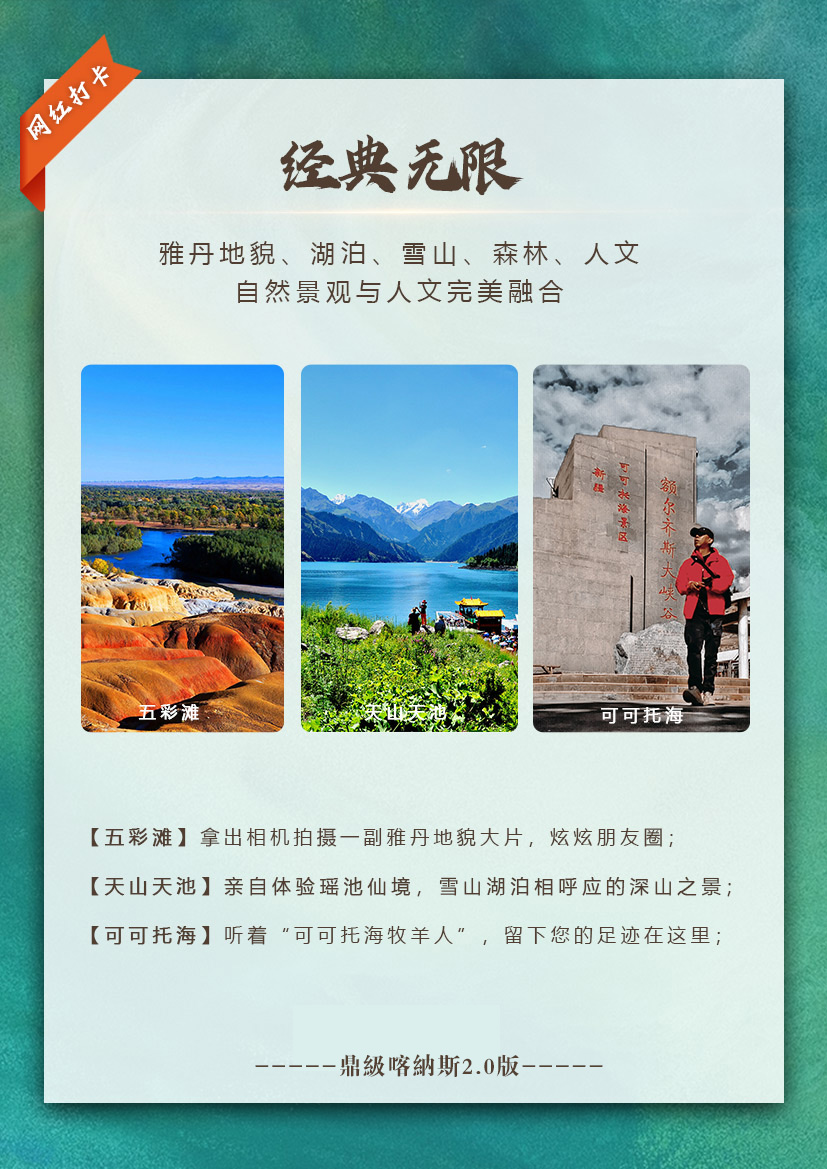 网红打卡
经典无限
雅丹地貌、湖泊、雪山、森林、人文
自然景观与人文完美融合
新疆
可可托海景区
额尔齐斯大峡谷
五彩滩
天山天池
可可托海
【五彩滩】拿出相机拍摄一副雅丹地貌大片，炫炫朋友圈；
【天山天池】亲自体验瑶池仙境，雪山湖泊相呼应的深山之景；
【可可托海】听着“可可托海牧羊人”，留下您的足迹在这里；
-----鼎級喀納斯2.0版-----